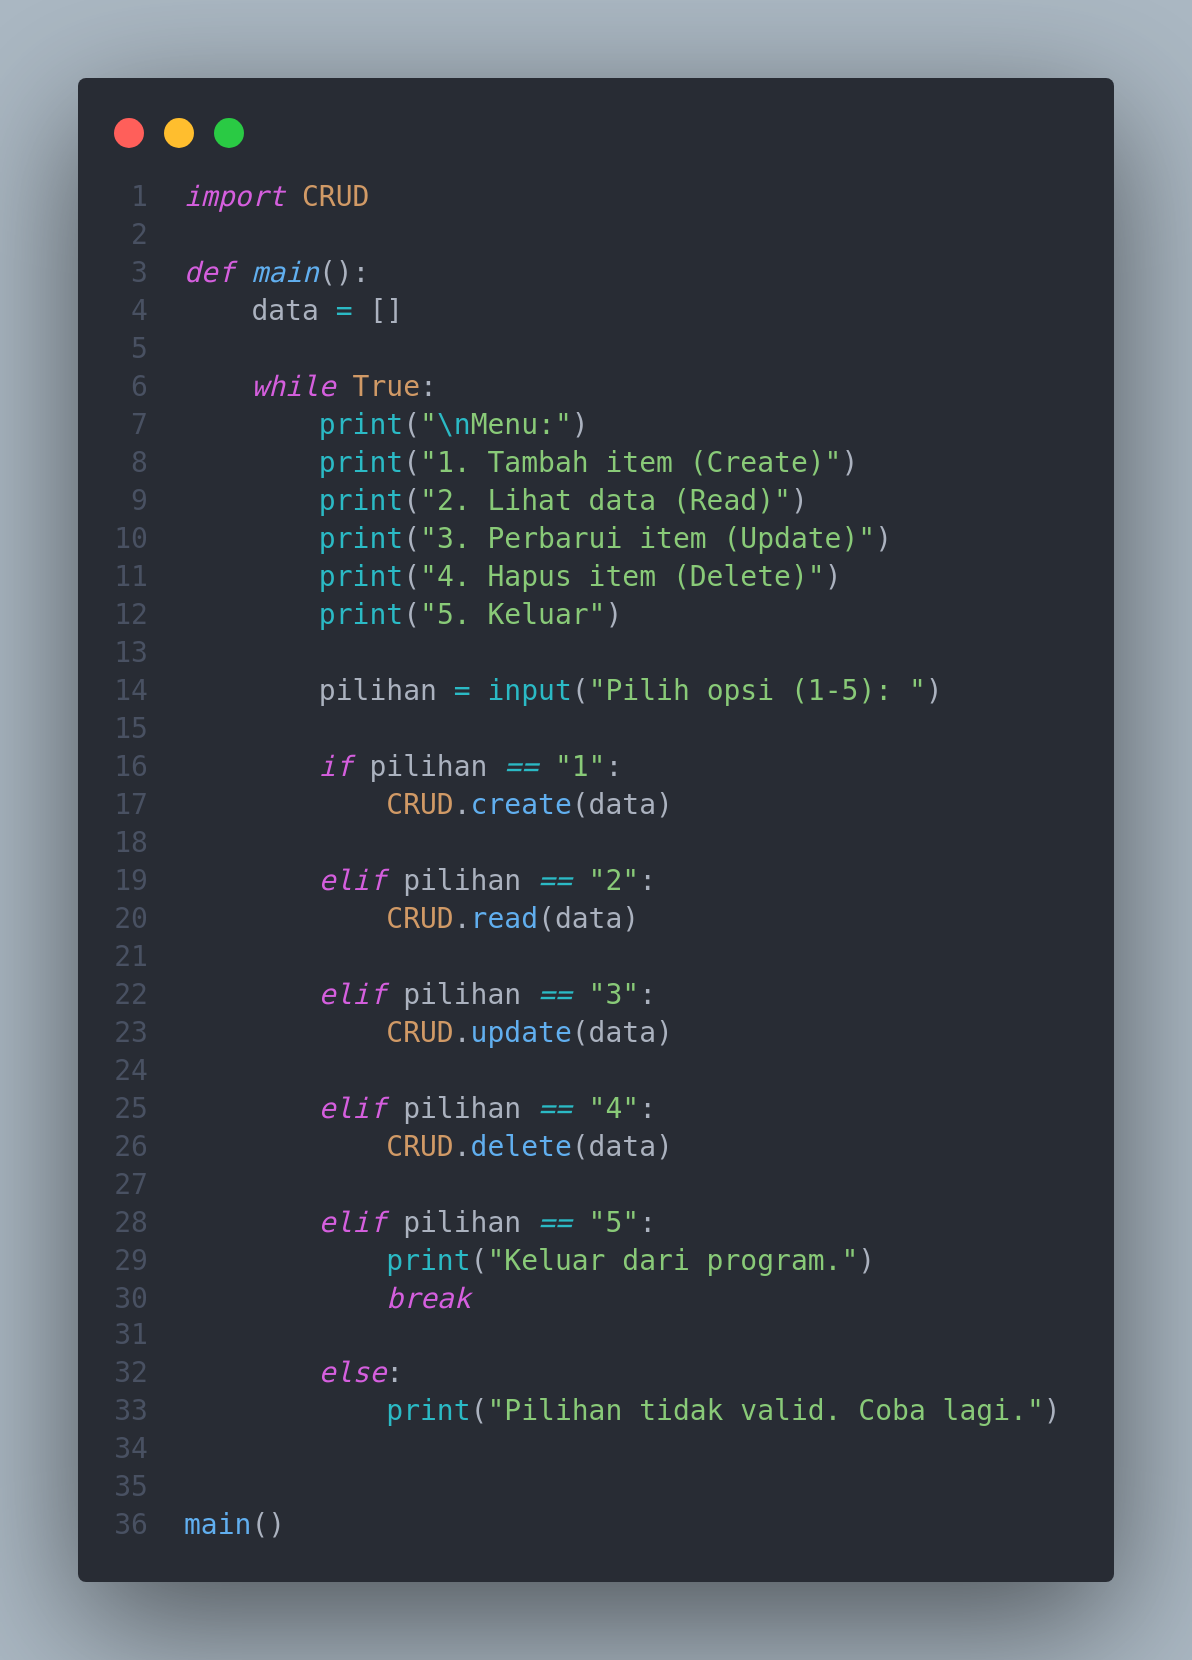 1 import CRUD
2
3 def main():
4     data = []
5
6     while True:
7         print("\nMenu:")
8         print("1. Tambah item (Create)")
9         print("2. Lihat data (Read)")
10         print("3. Perbarui item (Update)")
11         print("4. Hapus item (Delete)")
12         print("5. Keluar")
13
14         pilihan = input("Pilih opsi (1-5): ")
15
16         if pilihan == "1":
17             CRUD.create(data)
18
19         elif pilihan == "2":
20             CRUD.read(data)
21
22         elif pilihan == "3":
23             CRUD.update(data)
24
25         elif pilihan == "4":
26             CRUD.delete(data)
27
28         elif pilihan == "5":
29             print("Keluar dari program.")
30             break
31
32         else:
33             print("Pilihan tidak valid. Coba lagi.")
34
35
36 main()